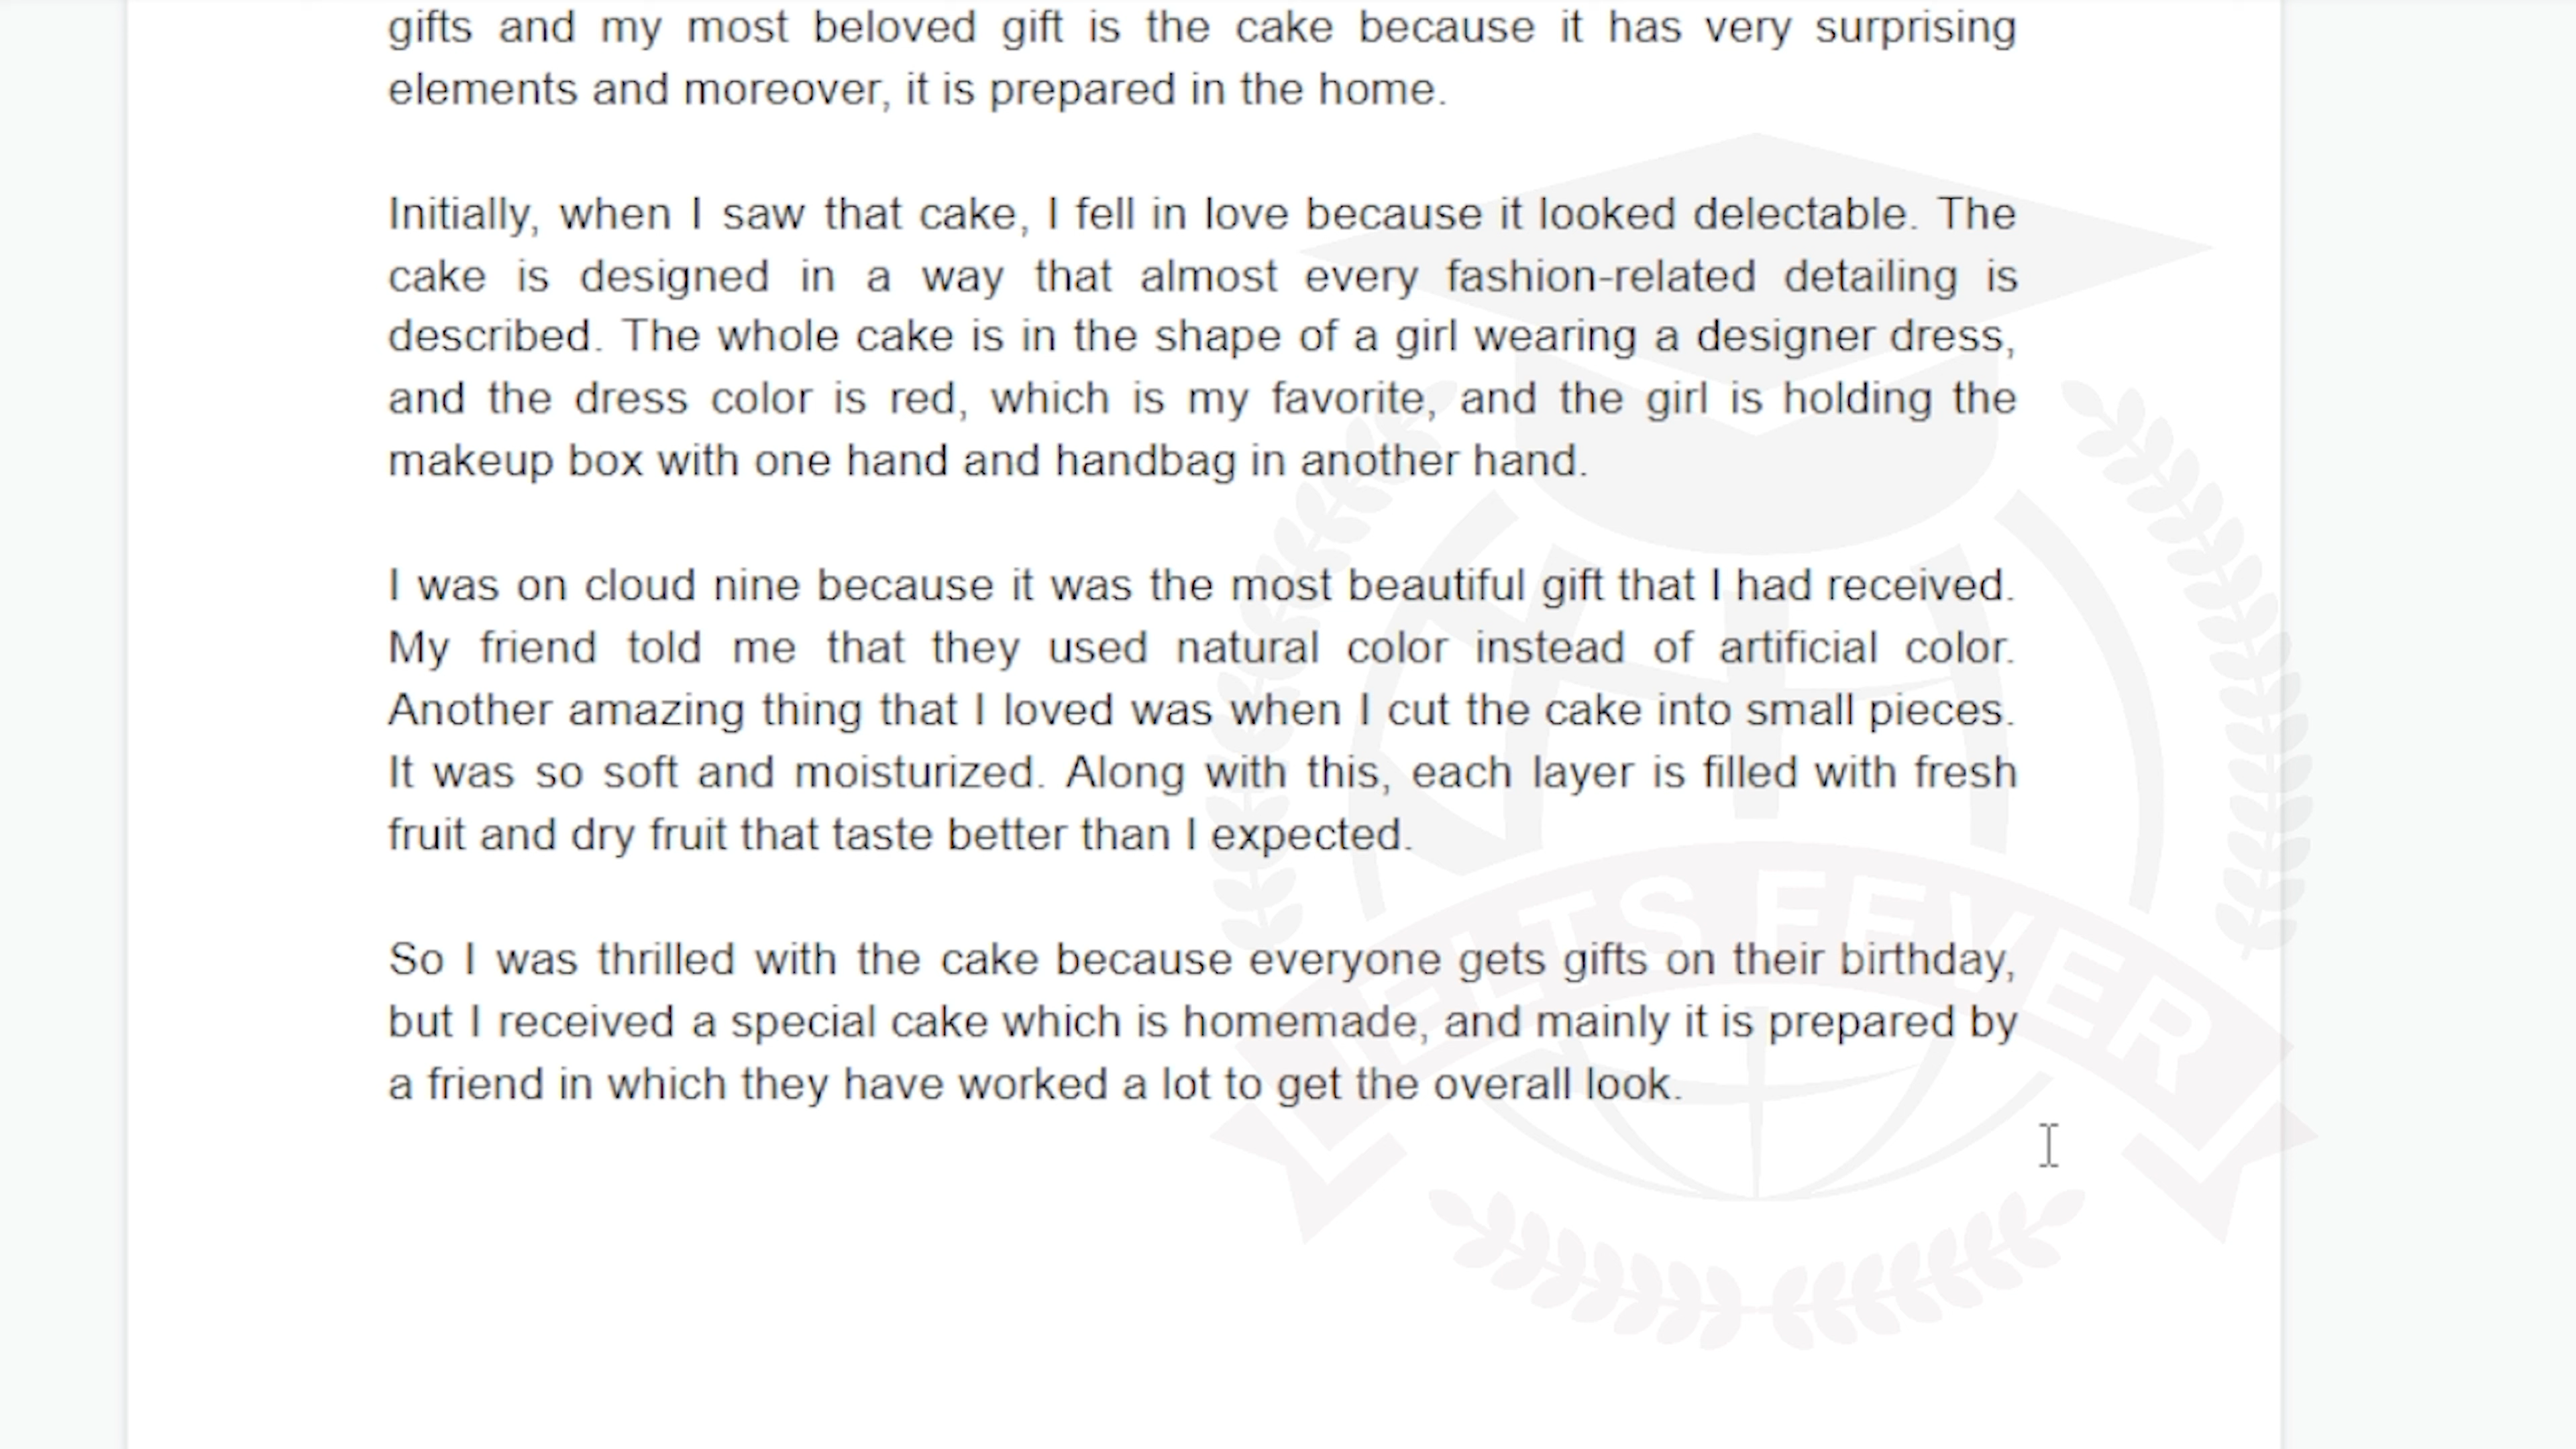 gifts and my most beloved gift is the cake because it has very surprising
elements and moreover, it is prepared in the home.
Initially, when I saw that cake, I fell in love because it looked delectable. The
cake is designed in a way that almost every fashion-related detailing is
described. The whole cake is in the shape of a girl wearing a designer dress,
and the dress color is red, which is my favorite, and the girl is holding the
makeup box with one hand and handbag in another hand.
I was on cloud nine because it was the most beautiful gift that I had received.
My friend told me that they used natural color instead of artificial color.
Another amazing thing that I loved was when I cut the cake into small pieces.
It was so soft and moisturized. Along with this, each layer is filled with fresh
fruit and dry fruit that taste better than I expected.
So I was thrilled with the cake because everyone gets gifts on their birthday,
but I received a special cake which is homemade, and mainly it is prepared by
a friend in which they have worked a lot to get the overall look.
IELTS FEVER